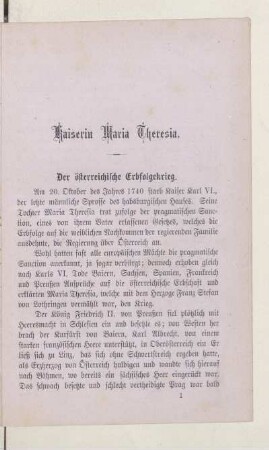 Kaiserin Maria Theresia.
Der österreichische Erbfolgekrieg.
Am 20. Oktober des Jahres 1740 starb Kaiser Karl VI.,
der letzte männliche Sprosse des habsburgischen Hauses. Seine
Tochter Maria Theresia trat zufolge der pragmatischen Sanc-
tion, eines von ihrem Vater erlassenen Gesetzes, welches
die Erbfolge auf die weiblichen Nachkommen der regierenden Familie
ausdehnte, die Regierung über Österreich an.
Wohl hatten fast alle europäischen Mächte die pragmatische
Sanction anerkannt, ja sogar verbürgt; dennoch erhoben gleich
nach Karls VI. Tode Baiern, Sachsen, Spanien, Frankreich
und Preußen Ansprüche auf die österreichische Erbschaft
und erklärten Maria Theresia, welche mit dem Herzoge Franz Stefan
von Lothringen vermählt war, den Krieg.
Der König Friedrich II. von Preußen fiel plötzlich mit
Heeresmacht in Schlesien ein und besetzte es; von Westen her
brach der Kurfürst von Baiern, Karl Albrecht, von einem
starken französischen Heere unterstützt, in Oberösterreich ein. Er
ließ sich zu Linz, das sich ohne Schwertstreich ergeben hatte,
als Erzherzog von Österreich huldigen und wandte sich hierauf nach
Böhmen, wo bereits ein sächsisches Heer eingerückt war.
Das schwach besetzte und schlecht vertheidigte Prag war bald
1